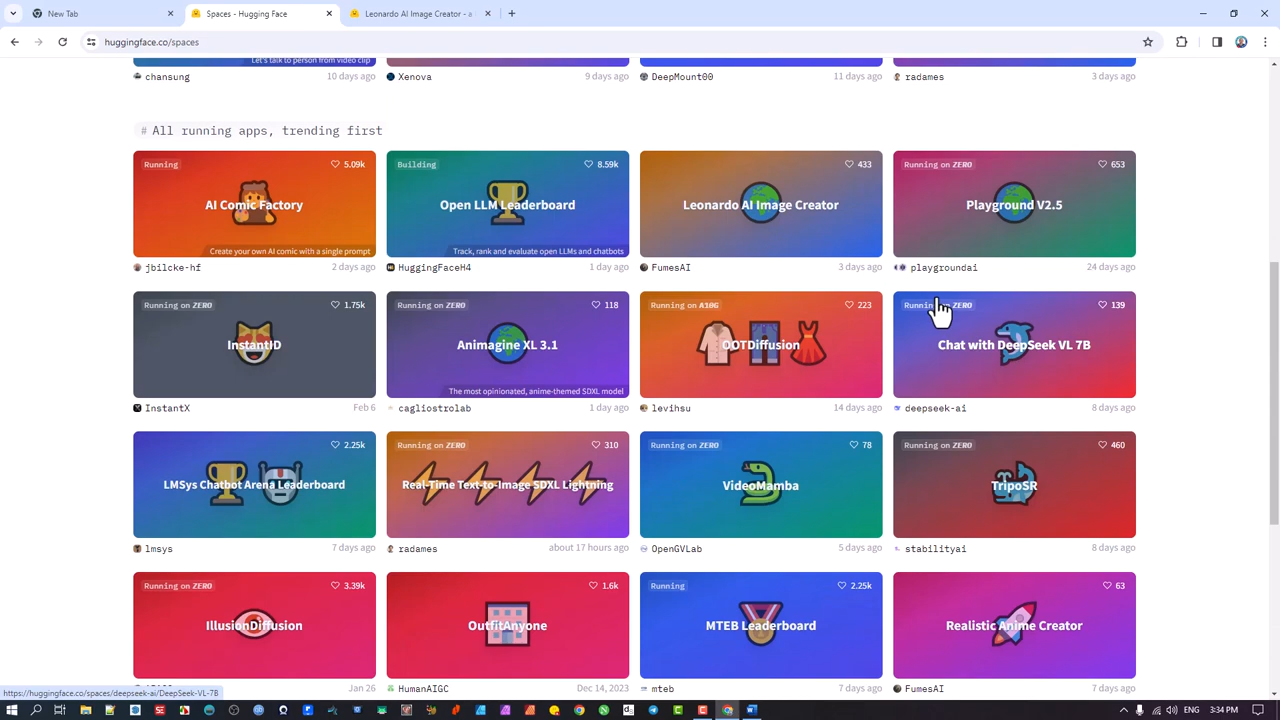 New Tab
Spaces - Hugging Face
Leonardo AI Image Creator - a
huggingface.co/spaces
Let's talk to person from video clip
chansung 10 days ago
Xenova 9 days ago
DeepMount00 11 days ago
radames 3 days ago
# All running apps, trending first
Running 5.09k
AI Comic Factory
Create your own AI comic with a single prompt
jbilcke-hf 2 days ago
Building 8.59k
Open LLM Leaderboard
Track, rank and evaluate open LLMs and chatbots
HuggingFaceH4 1 day ago
433
Leonardo AI Image Creator
FumesAI 3 days ago
Running on ZERO 653
Playground V2.5
playgroundai 24 days ago
Running on ZERO 1.75k
InstantID
InstantX Feb 6
Running on ZERO 118
Animagine XL 3.1
The most opinionated, anime-themed SDXL model
cagliostrolab 1 day ago
Running on A10G 223
OOTDiffusion
levihsu 14 days ago
Running on ZERO 139
Chat with DeepSeek VL 7B
deepseek-ai 8 days ago
2.25k
LMSys Chatbot Arena Leaderboard
lmsys 7 days ago
Running on ZERO 310
Real-Time Text-to-Image SDXL Lightning
radames about 17 hours ago
Running on ZERO 78
VideoMamba
OpenGVLab 5 days ago
Running on ZERO 460
TripoSR
stabilityai 8 days ago
Running on ZERO 3.39k
IllusionDiffusion
Jan 26
1.6k
OutfitAnyone
HumanAIGC Dec 14, 2023
Running 2.25k
MTEB Leaderboard
mteb 7 days ago
63
Realistic Anime Creator
FumesAI 7 days ago
https://huggingface.co/spaces/deepseek-ai/DeepSeek-VL-7B
ENG 3:34 PM